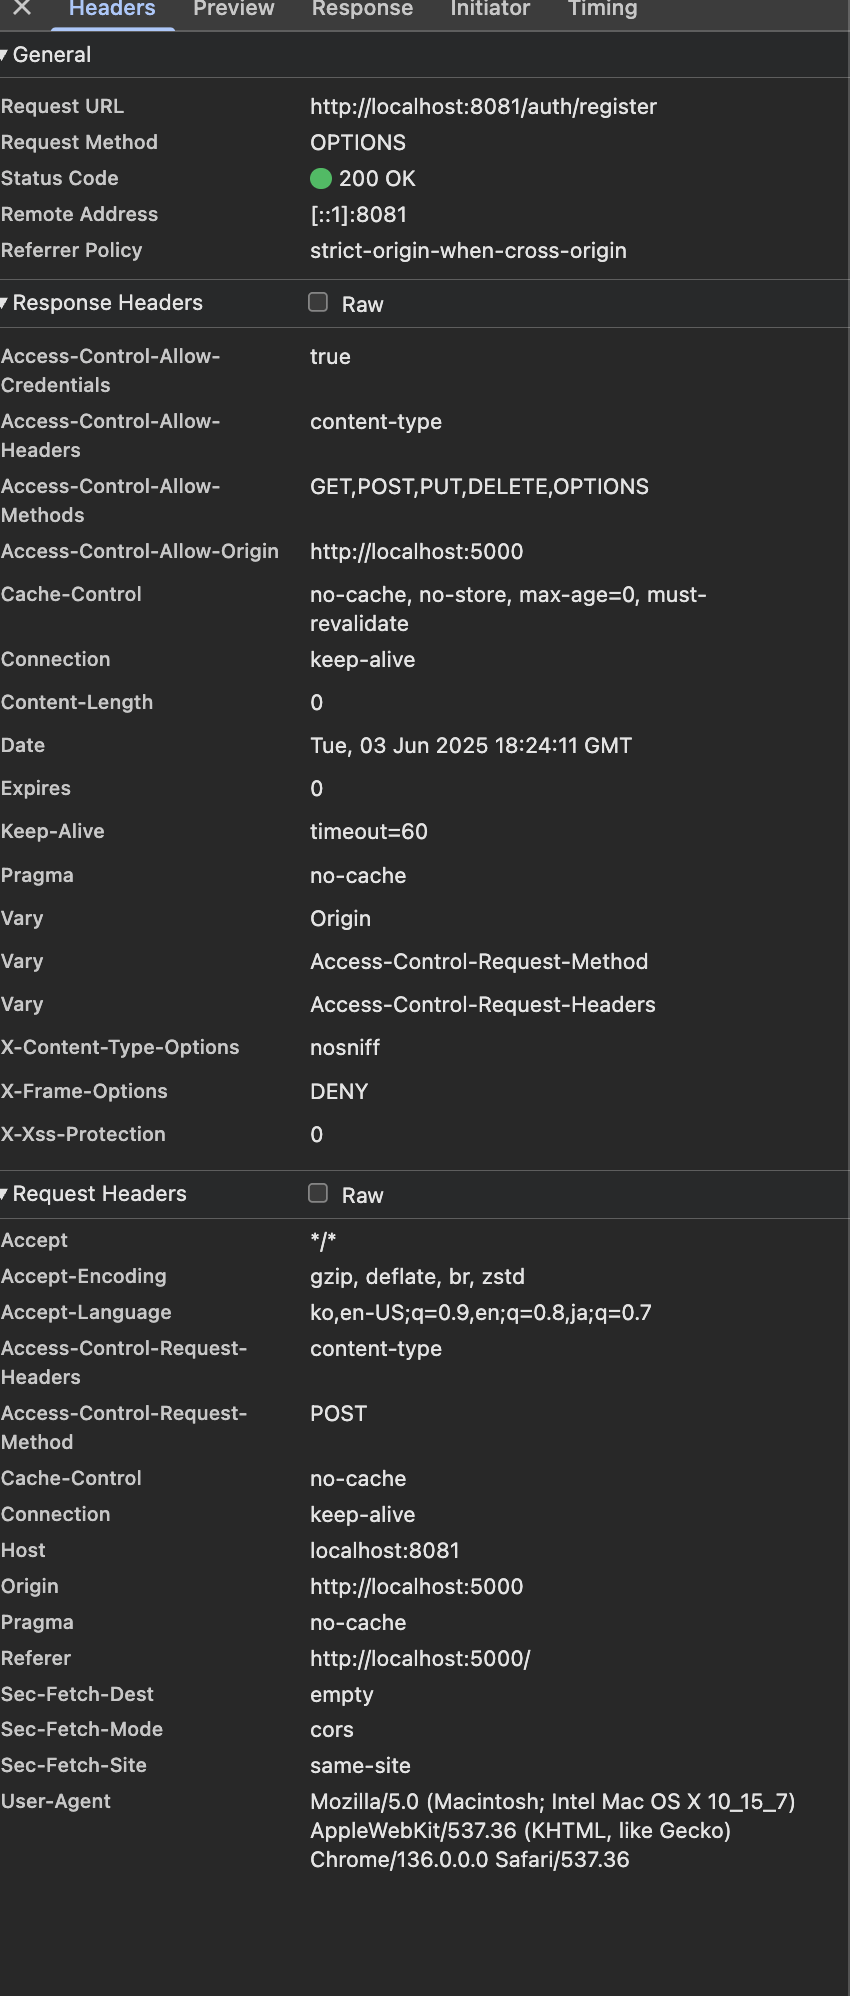 Headers Preview Response Initiator Timing
General
Request URL http://localhost:8081/auth/register
Request Method OPTIONS
Status Code 200 OK
Remote Address [::1]:8081
Referrer Policy strict-origin-when-cross-origin
Response Headers Raw
Access-Control-Allow- true
Credentials
Access-Control-Allow- content-type
Headers
Access-Control-Allow- GET,POST,PUT,DELETE,OPTIONS
Methods
Access-Control-Allow-Origin http://localhost:5000
Cache-Control no-cache, no-store, max-age=0, must-
revalidate
Connection keep-alive
Content-Length 0
Date Tue, 03 Jun 2025 18:24:11 GMT
Expires 0
Keep-Alive timeout=60
Pragma no-cache
Vary Origin
Vary Access-Control-Request-Method
Vary Access-Control-Request-Headers
X-Content-Type-Options nosniff
X-Frame-Options DENY
X-Xss-Protection 0
Request Headers Raw
Accept */*
Accept-Encoding gzip, deflate, br, zstd
Accept-Language ko,en-US;q=0.9,en;q=0.8,ja;q=0.7
Access-Control-Request- content-type
Headers
Access-Control-Request- POST
Method
Cache-Control no-cache
Connection keep-alive
Host localhost:8081
Origin http://localhost:5000
Pragma no-cache
Referer http://localhost:5000/
Sec-Fetch-Dest empty
Sec-Fetch-Mode cors
Sec-Fetch-Site same-site
User-Agent Mozilla/5.0 (Macintosh; Intel Mac OS X 10_15_7)
AppleWebKit/537.36 (KHTML, like Gecko)
Chrome/136.0.0.0 Safari/537.36